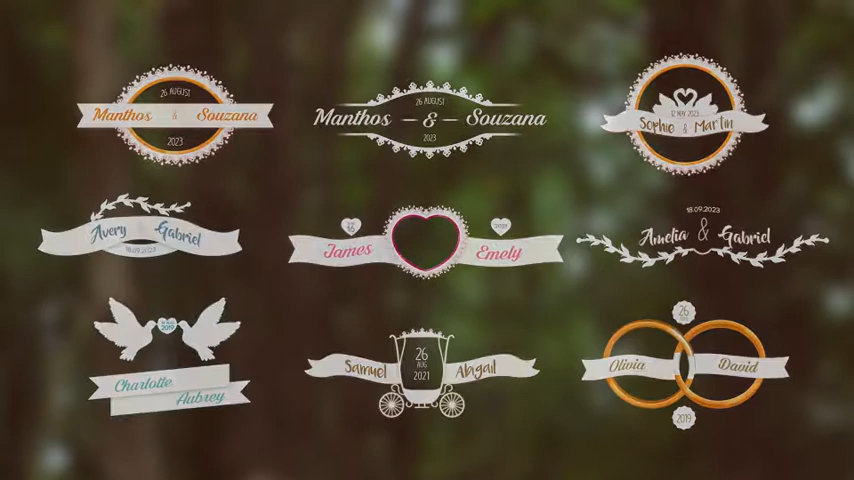 26 AUGUST
Manthos & Souzana
2023
26 AUGUST
Manthos - & - Souzana
2023
12 MAY 2023
Sophie & Martin
Avery Gabriel
18.09.2023
James Emely
18.09.2023
Amelia & Gabriel
2019
Charlotte
Aubrey
26
AUG
2021
Samuel Abigail
26
Olivia David
2019